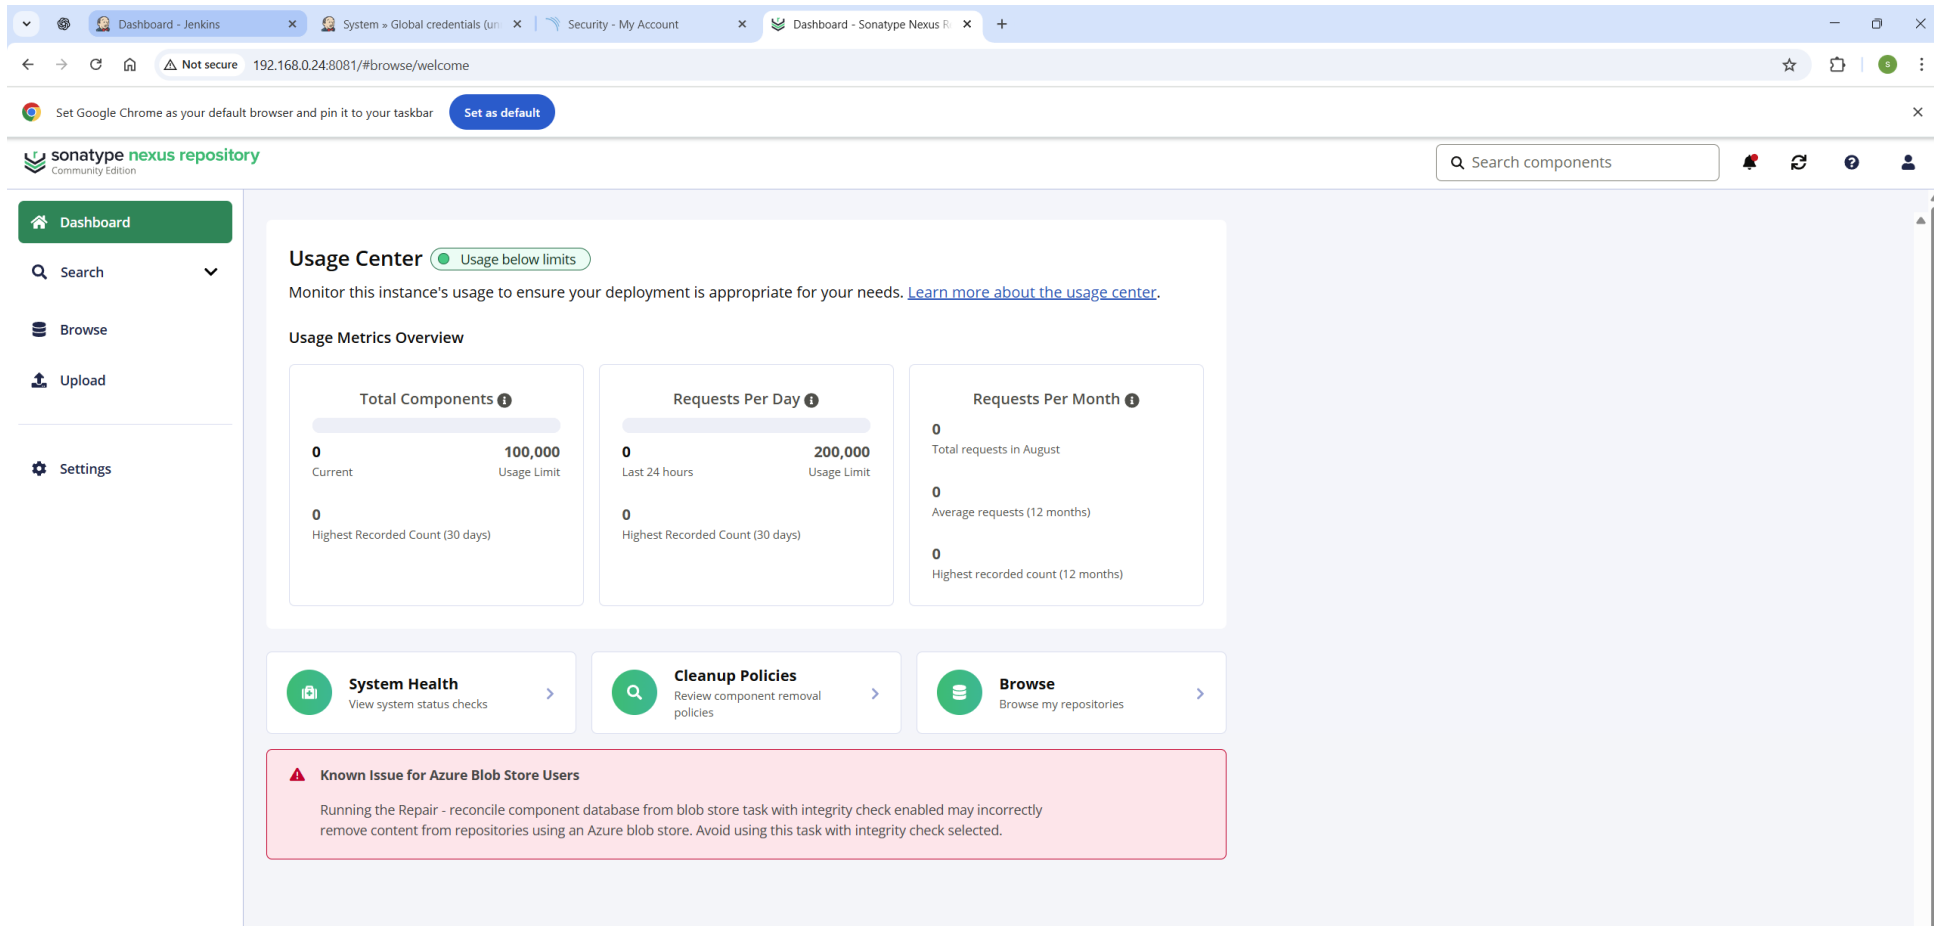 Dashboard - Jenkins
System » Global credentials (un
Security - My Account
Dashboard - Sonatype Nexus R
Not secure
192.168.0.24:8081/#browse/welcome
S
Set Google Chrome as your default browser and pin it to your taskbar
Set as default
sonatype nexus repository
Community Edition
Search components
Dashboard
Search
Browse
Upload
Settings
Usage Center
Usage below limits
Monitor this instance's usage to ensure your deployment is appropriate for your needs. Learn more about the usage center.
Usage Metrics Overview
Total Components
0 100,000
Current Usage Limit
0
Highest Recorded Count (30 days)
Requests Per Day
0 200,000
Last 24 hours Usage Limit
0
Highest Recorded Count (30 days)
Requests Per Month
0
Total requests in August
0
Average requests (12 months)
0
Highest recorded count (12 months)
System Health
View system status checks
Cleanup Policies
Review component removal
policies
Browse
Browse my repositories
Known Issue for Azure Blob Store Users
Running the Repair - reconcile component database from blob store task with integrity check enabled may incorrectly
remove content from repositories using an Azure blob store. Avoid using this task with integrity check selected.